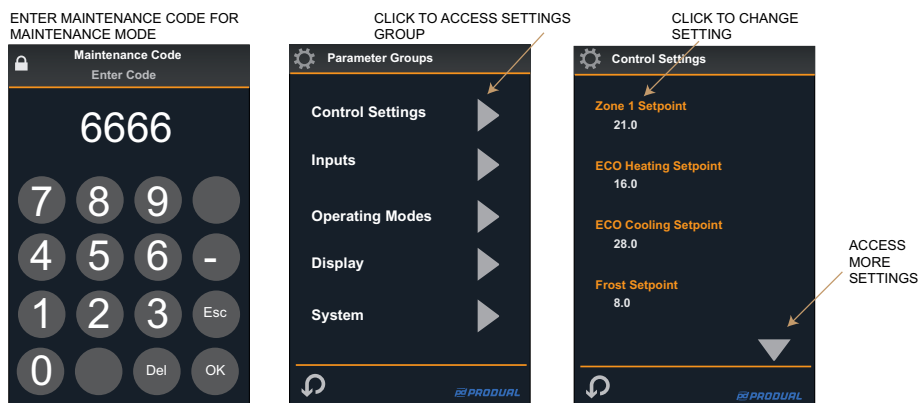 ENTER MAINTENANCE CODE FOR
MAINTENANCE MODE
Maintenance Code
Enter Code
6666
7 8 9
4 5 6 -
1 2 3 Esc
0 Del OK
CLICK TO ACCESS SETTINGS
GROUP
Parameter Groups
Control Settings
Inputs
Operating Modes
Display
System
PRODUAL
CLICK TO CHANGE
SETTING
Control Settings
Zone 1 Setpoint
21.0
ECO Heating Setpoint
16.0
ECO Cooling Setpoint
28.0
Frost Setpoint
8.0
PRODUAL
ACCESS
MORE
SETTINGS